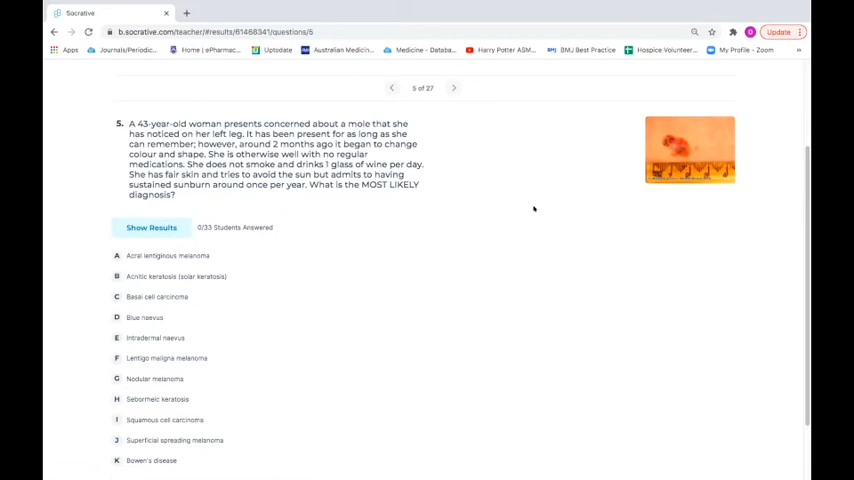 Socrative
b.socrative.com/teacher/#results/61468341/questions/5
Update
Apps
Journals/Periodic...
Home | ePharmac...
Uptodate
Australian Medicin...
Medicine - Databa...
Harry Potter ASM...
BMJ Best Practice
Hospice Volunteer...
My Profile - Zoom
»
5 of 27
5. A 43-year-old woman presents concerned about a mole that she
has noticed on her left leg. It has been present for as long as she
can remember; however, around 2 months ago it began to change
colour and shape. She is otherwise well with no regular
medications. She does not smoke and drinks 1 glass of wine per day.
She has fair skin and tries to avoid the sun but admits to having
sustained sunburn around once per year. What is the MOST LIKELY
diagnosis?
Show Results
0/33 Students Answered
A Acral lentiginous melanoma
B Acnitic keratosis (solar keratosis)
C Basal cell carcinoma
D Blue naevus
E Intradermal naevus
F Lentigo maligna melanoma
G Nodular melanoma
H Seborrheic keratosis
I Squamous cell carcinoma
J Superficial spreading melanoma
K Bowen's disease